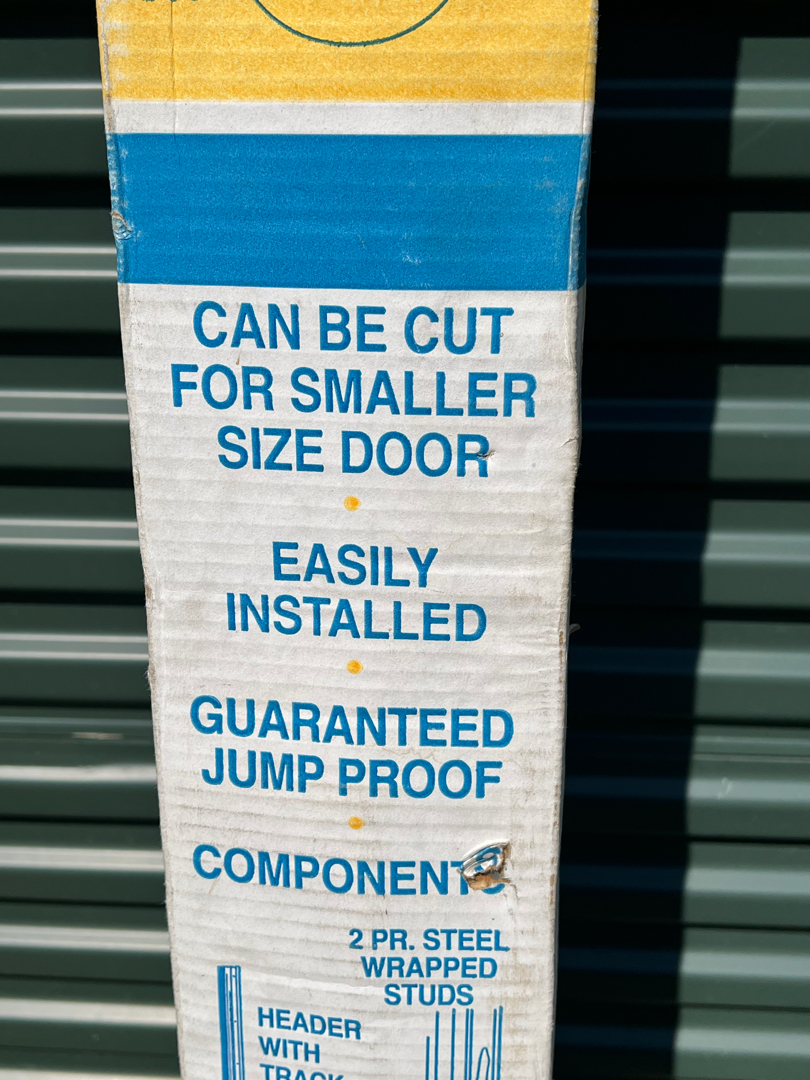 CAN BE CUT
FOR SMALLER
SIZE DOOR
EASILY
INSTALLED
GUARANTEED
JUMP PROOF
COMPONENTS
2 PR. STEEL
WRAPPED
STUDS
HEADER
WITH
TRACK